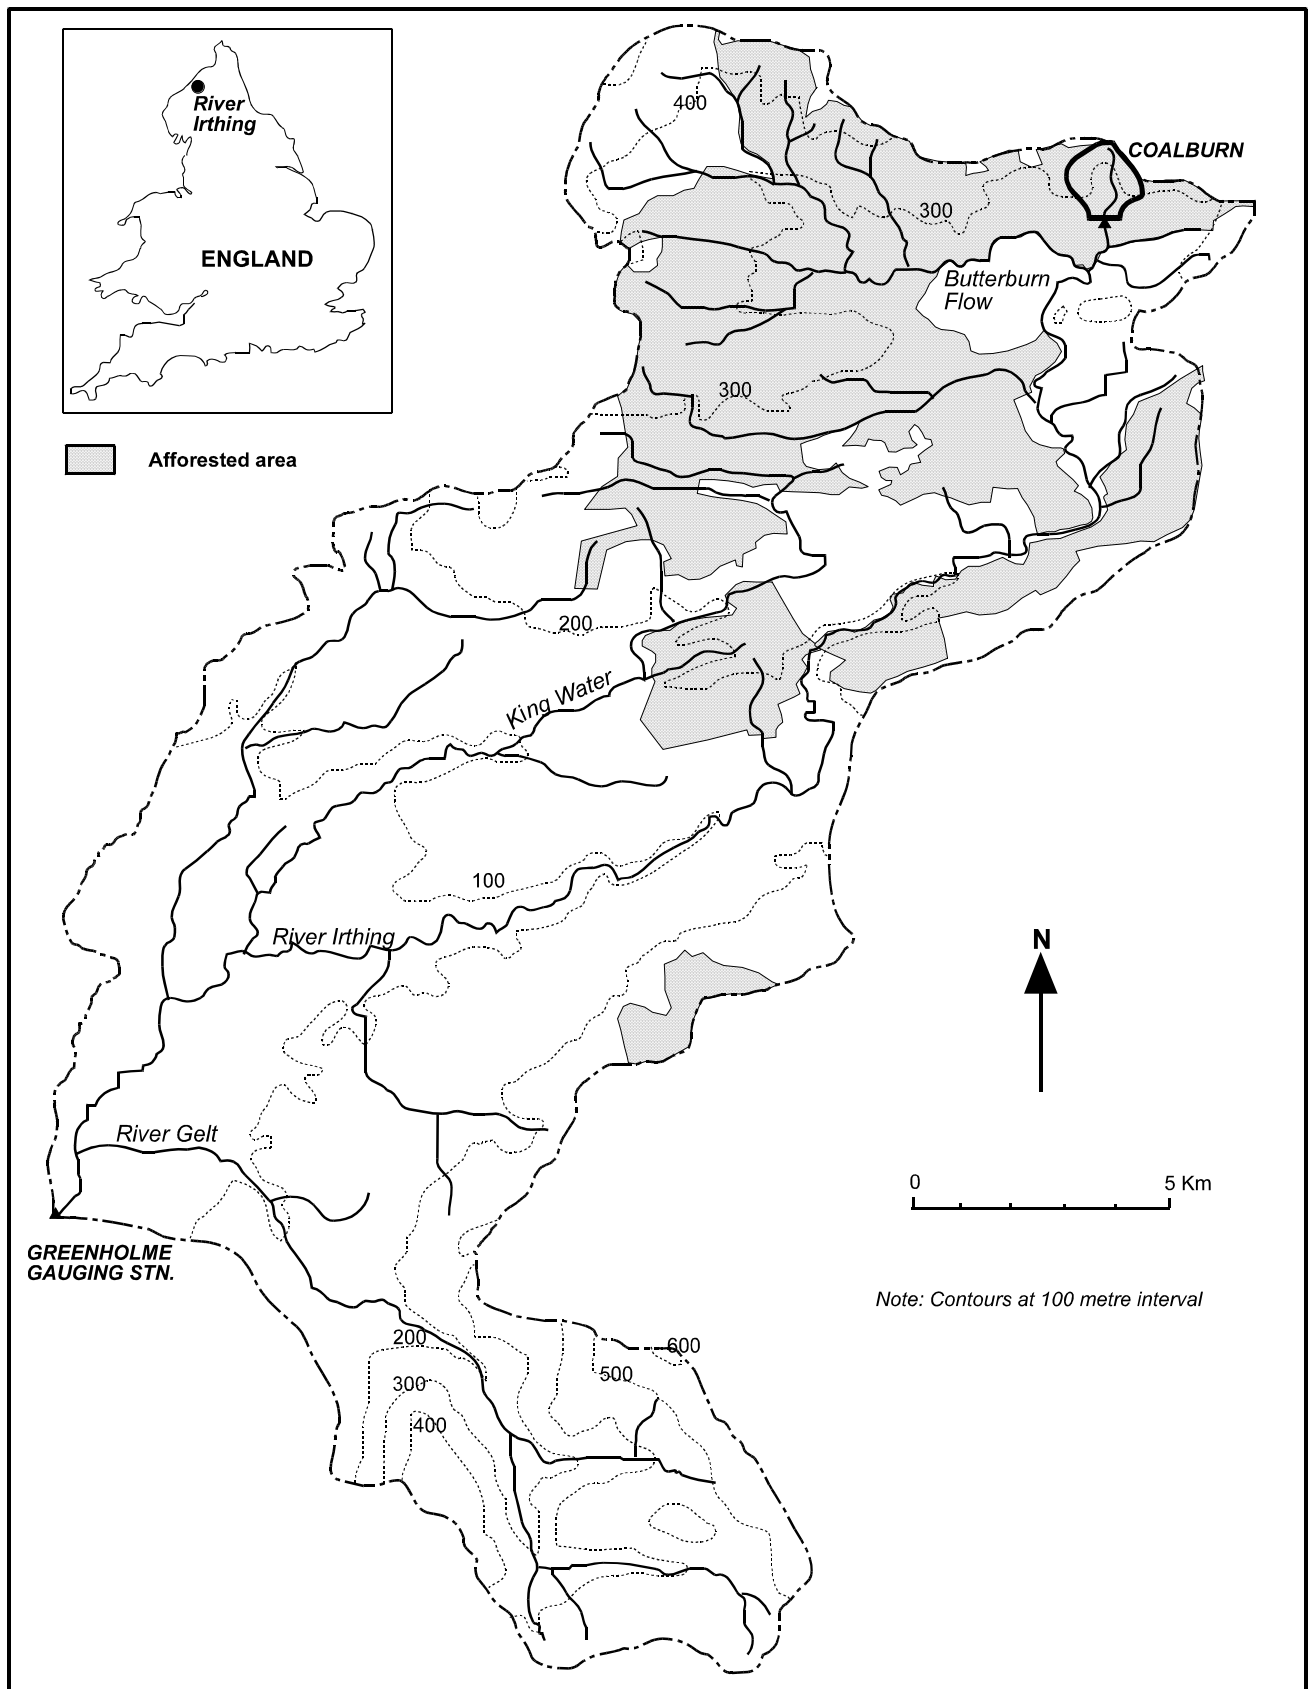 River
Irthing
ENGLAND
Afforested area
400
COALBURN
300
Butterburn
Flow
300
200
King Water
100
River Irthing
N
River Gelt
0
5 Km
GREENHOLME
GAUGING STN.
Note: Contours at 100 metre interval
200
600
300
500
400